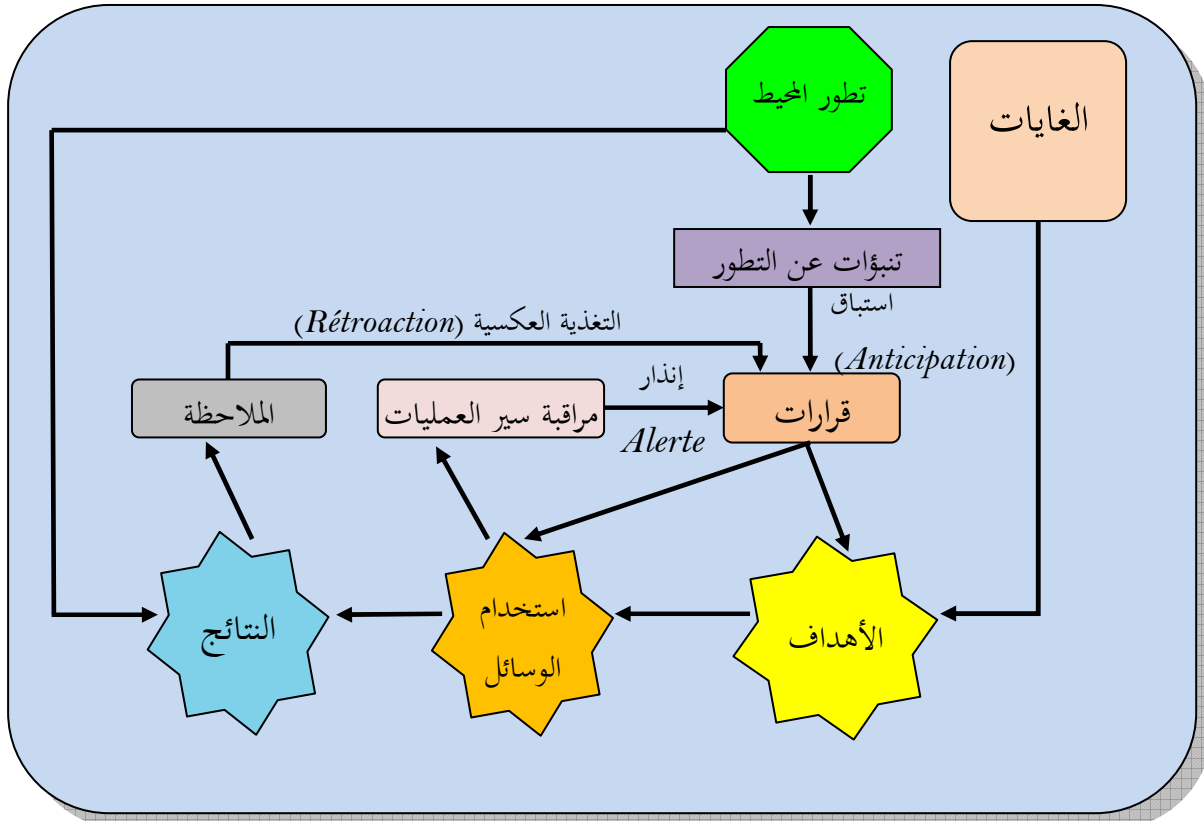 تطور المحيط
الغايات
تنبؤات عن التطور
استباق
(Anticipation)
التغذية العكسية (Rétroaction)
إنذار
Alerte
قرارات
مراقبة سير العمليات
الملاحظة
الأهداف
استخدام
الوسائل
النتائج